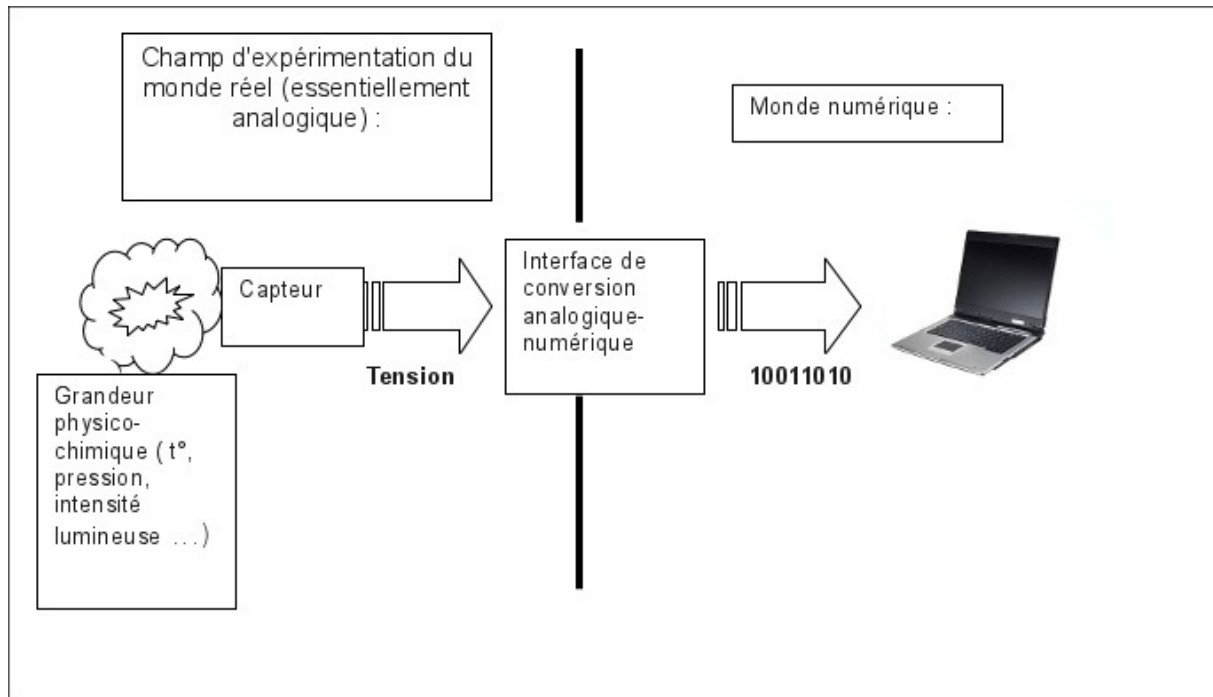 Champ d'expérimentation du
monde réel (essentiellement
analogique) :
Monde numérique :
Capteur
Tension
Interface de
conversion
analogique-
numérique
10011010
Grandeur
physico-
chimique ( t°,
pression,
intensité
lumineuse ...)